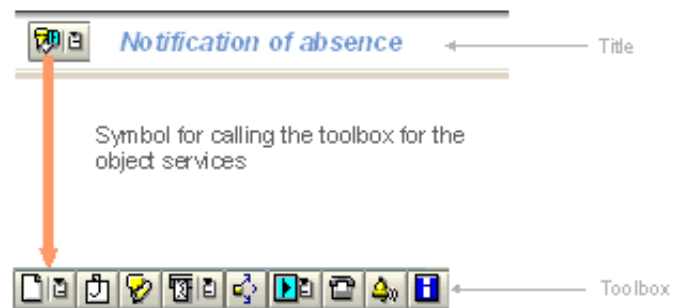 Notification of absence
Title
Symbol for calling the toolbox for the
object services
Toolbox